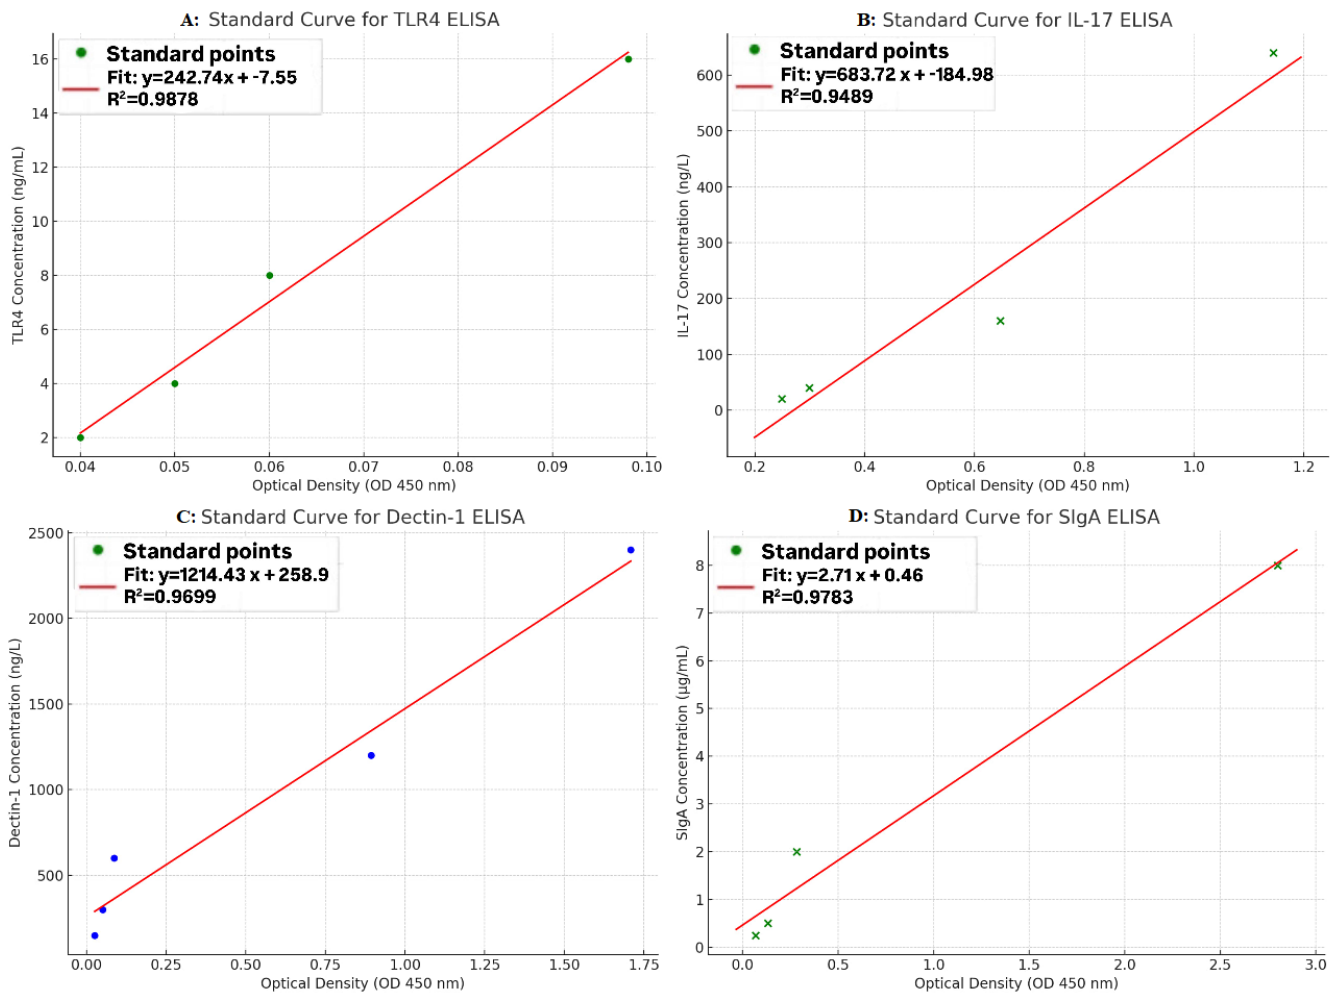 A: Standard Curve for TLR4 ELISA
Standard points
Fit: y=242.74x + -7.55
R²=0.9878
TLR4 Concentration (ng/mL)
16
14
12
10
8
6
4
2
0.04 0.05 0.06 0.07 0.08 0.09 0.10
Optical Density (OD 450 nm)
B: Standard Curve for IL-17 ELISA
Standard points
Fit: y=683.72 x + -184.98
R²=0.9489
IL-17 Concentration (ng/L)
600
500
400
300
200
100
0
0.2 0.4 0.6 0.8 1.0 1.2
Optical Density (OD 450 nm)
C: Standard Curve for Dectin-1 ELISA
Standard points
Fit: y=1214.43 x + 258.9
R²=0.9699
Dectin-1 Concentration (ng/L)
2500
2000
1500
1000
500
0.00 0.25 0.50 0.75 1.00 1.25 1.50 1.75
Optical Density (OD 450 nm)
D: Standard Curve for SIgA ELISA
Standard points
Fit: y=2.71 x + 0.46
R²=0.9783
SIgA Concentration (μg/mL)
8
7
6
5
4
3
2
1
0
0.0 0.5 1.0 1.5 2.0 2.5 3.0
Optical Density (OD 450 nm)